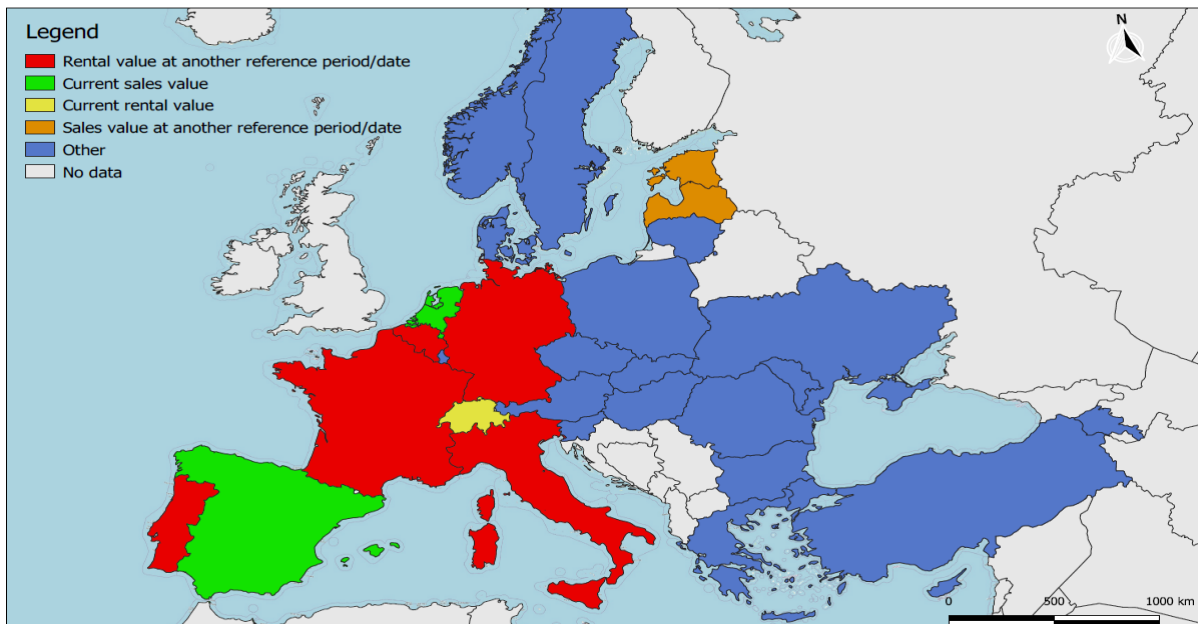 Legend
Rental value at another reference period/date
Current sales value
Current rental value
Sales value at another reference period/date
Other
No data
N
0 500 1000 km